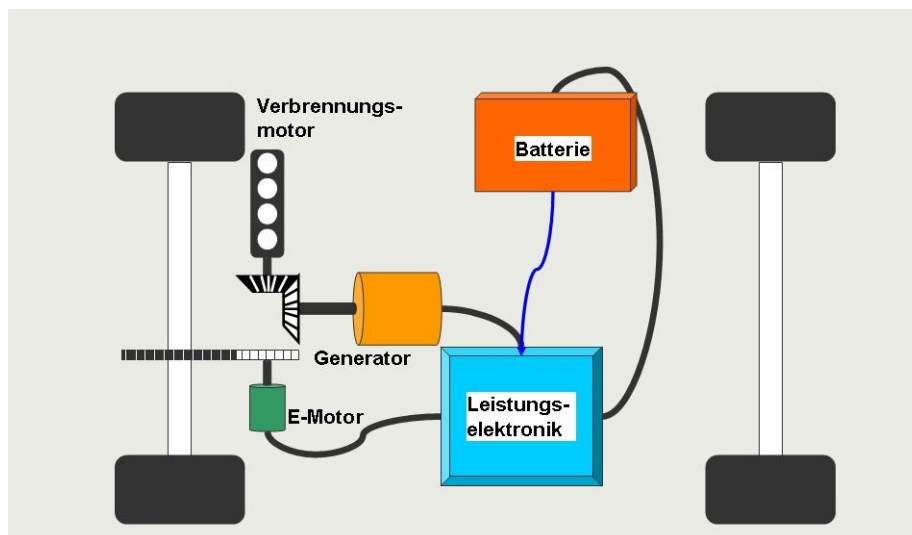 Verbrennungs-
motor
Batterie
Generator
E-Motor
Leistungs-
elektronik